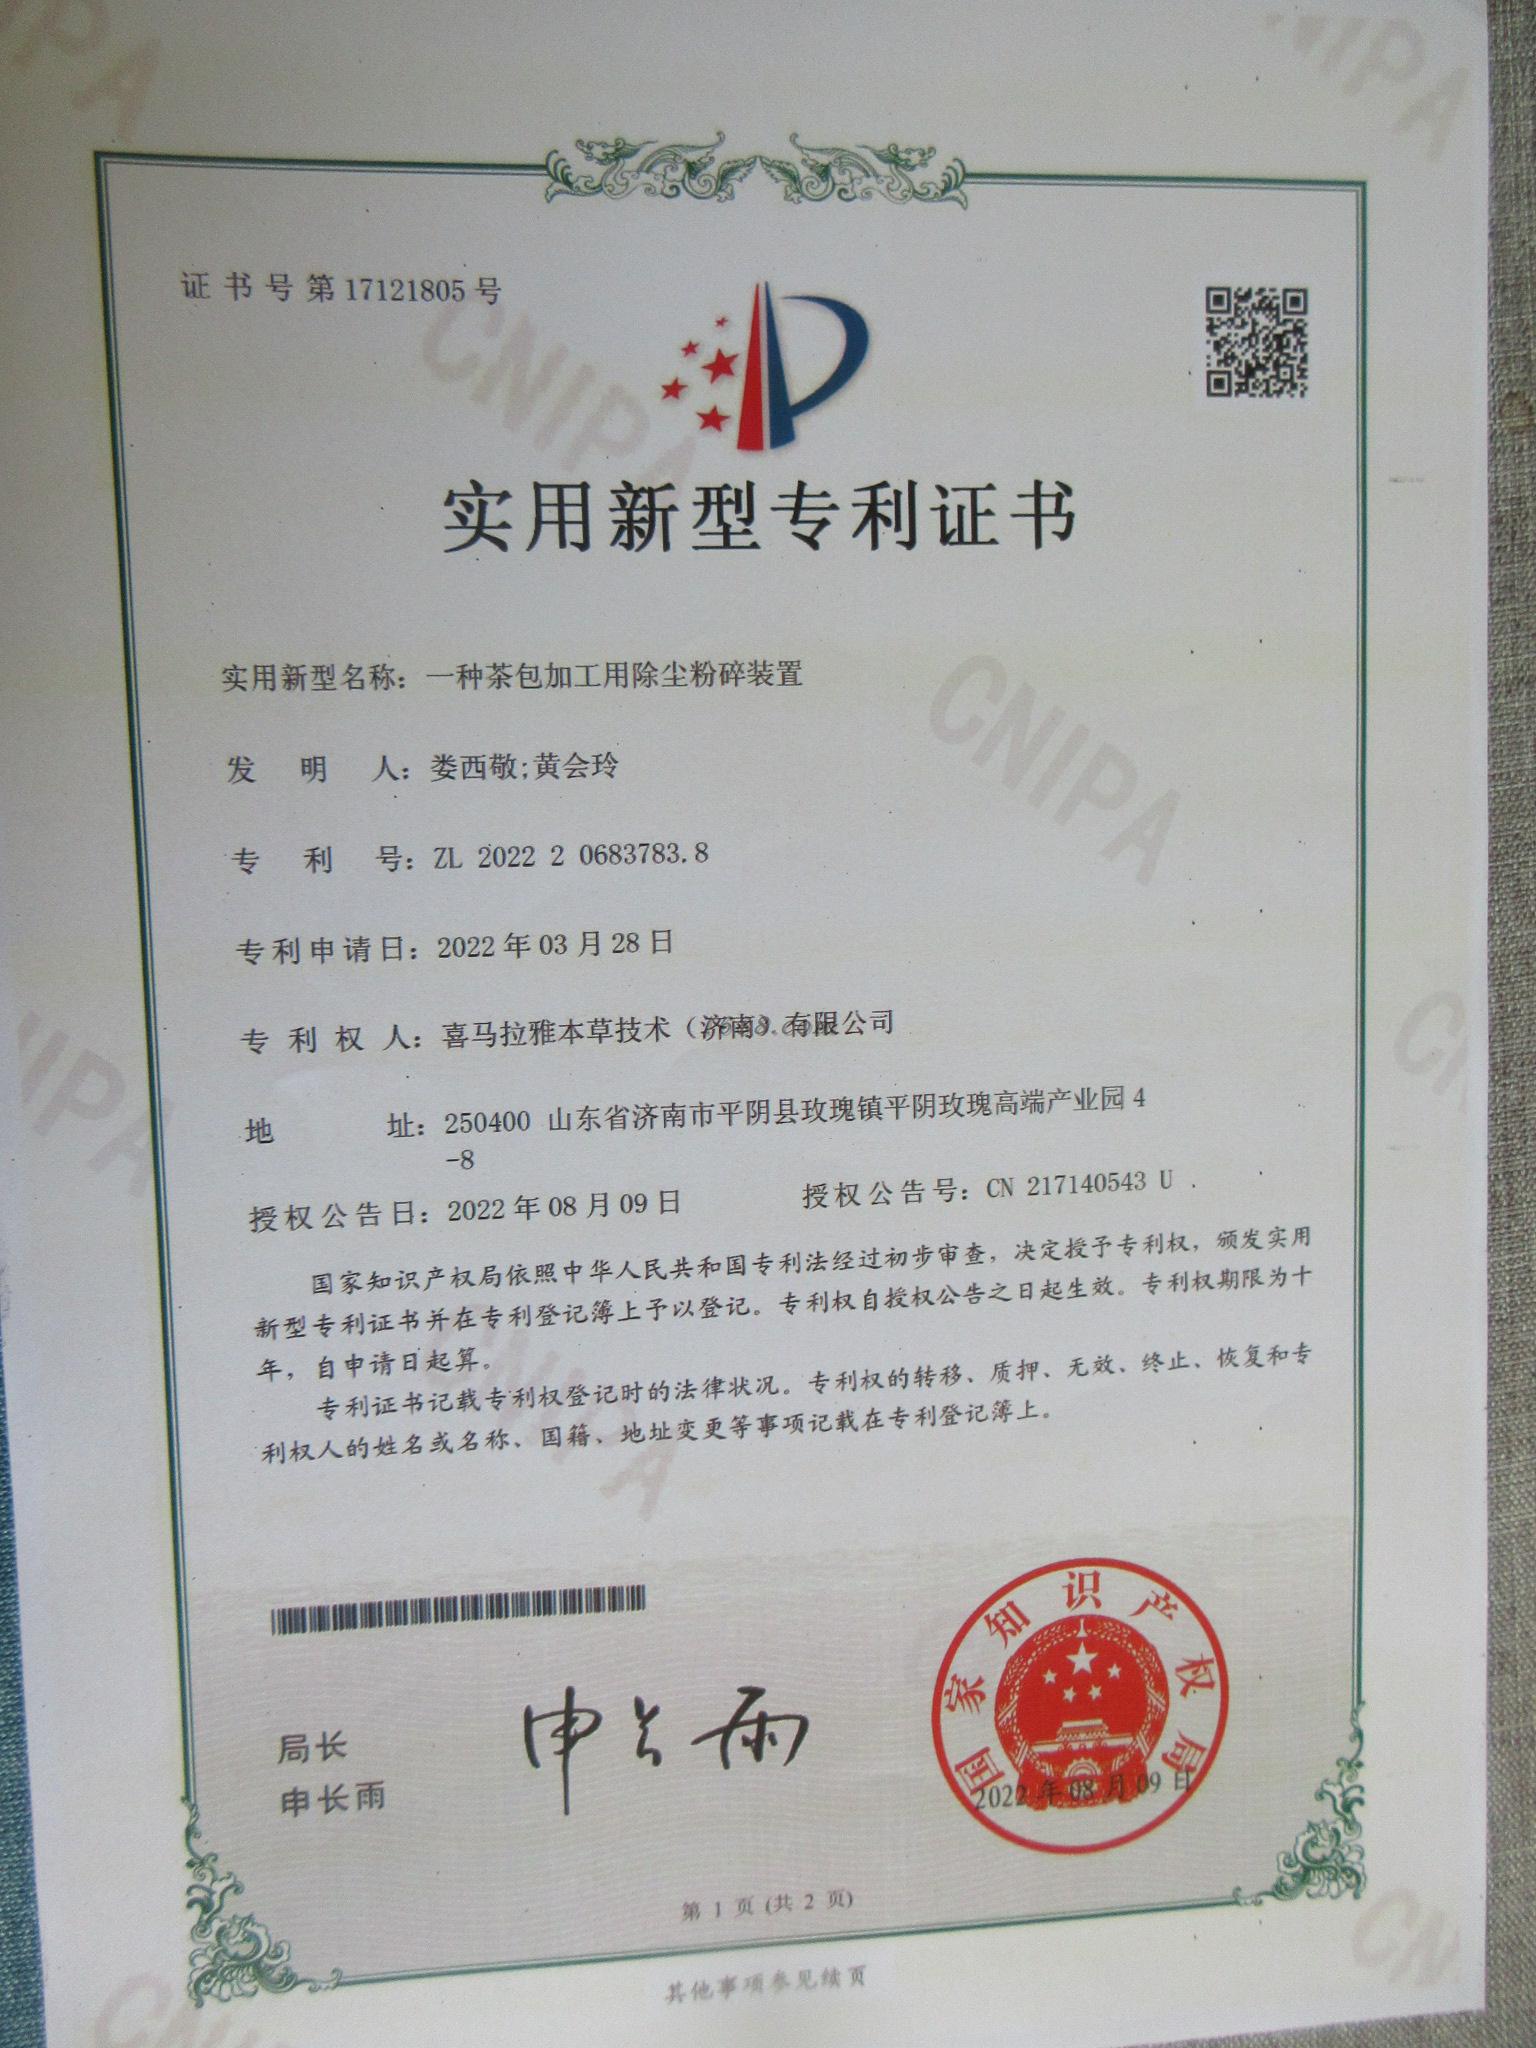 证书号第17121805号
实用新型专利证书
实用新型名称：一种茶包加工用除尘粉碎装置
发明人：娄西敬;黄会玲
专利号：ZL 2022 2 0683783.8
专利申请日：2022年03月28日
专利权人：喜马拉雅本草技术（济南）有限公司
地址：250400 山东省济南市平阴县玫瑰镇平阴玫瑰高端产业园4
-8
授权公告日：2022年08月09日 授权公告号：CN 217140543 U
国家知识产权局依照中华人民共和国专利法经过初步审查，决定授予专利权，颁发实用
新型专利证书并在专利登记簿上予以登记。专利权自授权公告之日起生效。专利权期限为十
年，自申请日起算。
专利证书记载专利权登记时的法律状况。专利权的转移、质押、无效、终止、恢复和专
利权人的姓名或名称、国籍、地址变更等事项记载在专利登记簿上。
局长
申长雨
申长雨
国家知识产权局
2022年08月09日
第 1 页 (共 2 页)
其他事项参见续页
CNIPA
CNIPA
CNIPA